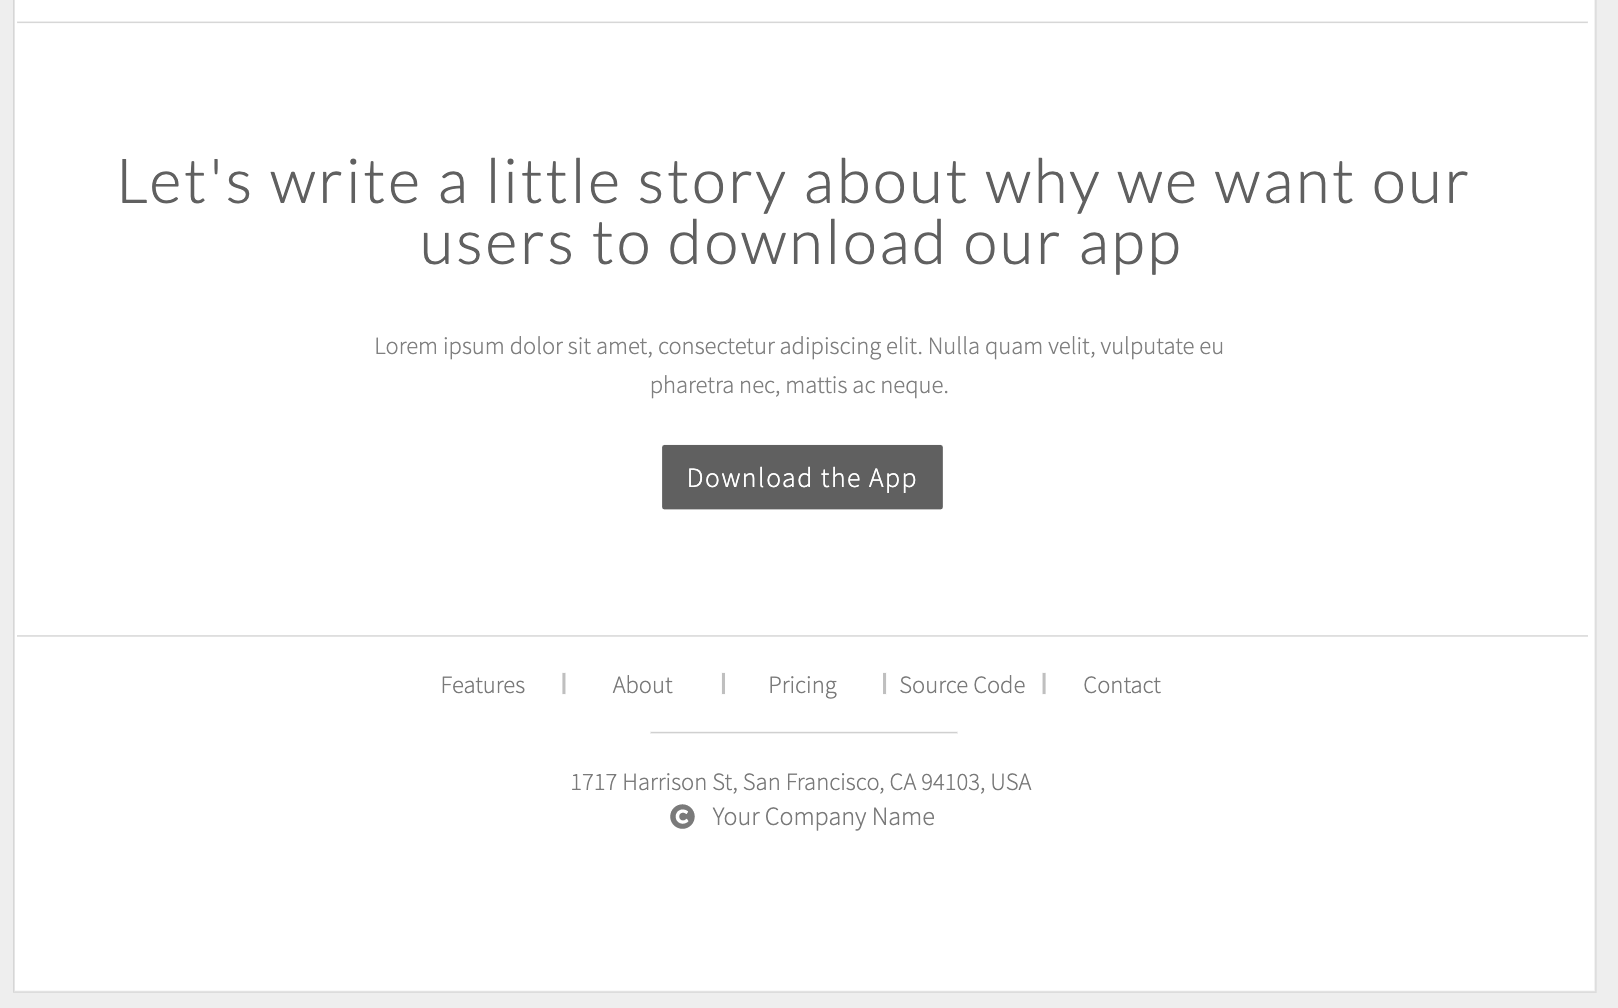 Let's write a little story about why we want our
users to download our app
Lorem ipsum dolor sit amet, consectetur adipiscing elit. Nulla quam velit, vulputate eu
pharetra nec, mattis ac neque.
Download the App
Features | About | Pricing | Source Code | Contact
1717 Harrison St, San Francisco, CA 94103, USA
© Your Company Name